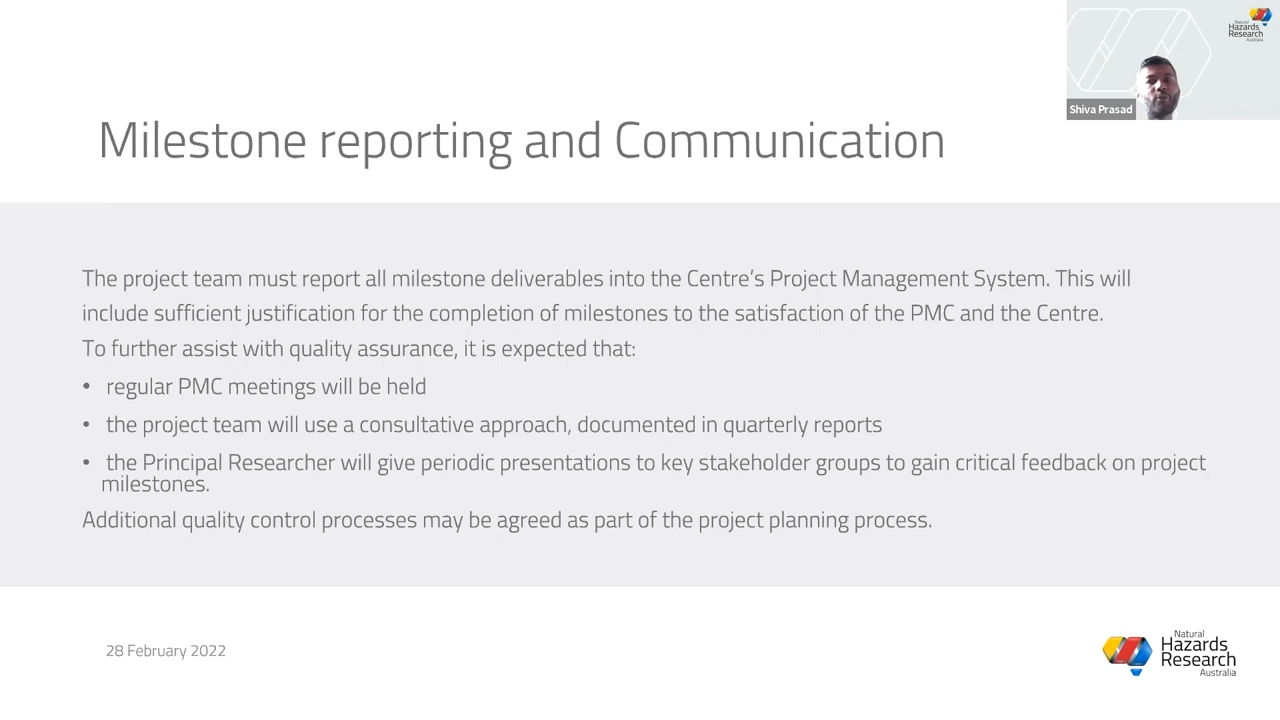 Natural
Hazards
Research
Australia
Shiva Prasad
Milestone reporting and Communication
The project team must report all milestone deliverables into the Centre's Project Management System. This will
include sufficient justification for the completion of milestones to the satisfaction of the PMC and the Centre.
To further assist with quality assurance, it is expected that:
• regular PMC meetings will be held
• the project team will use a consultative approach, documented in quarterly reports
• the Principal Researcher will give periodic presentations to key stakeholder groups to gain critical feedback on project
milestones.
Additional quality control processes may be agreed as part of the project planning process.
28 February 2022
Natural
Hazards
Research
Australia